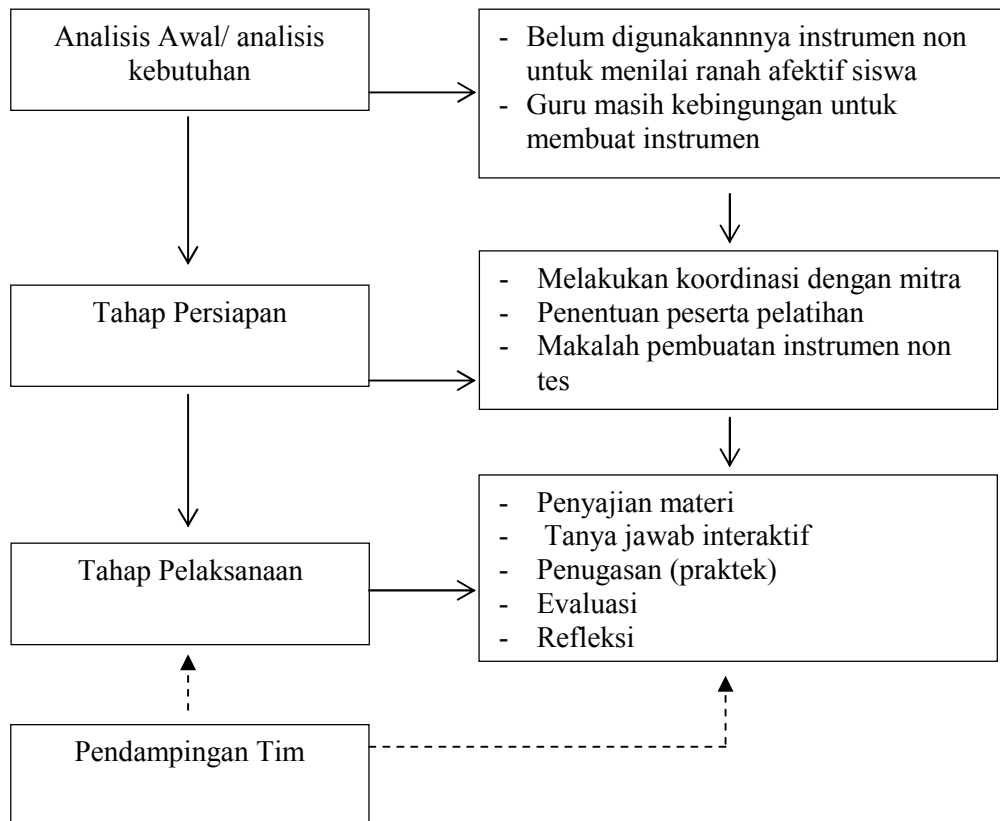 Analisis Awal/ analisis
kebutuhan
- Belum digunakannnya instrumen non
untuk menilai ranah afektif siswa
- Guru masih kebingungan untuk
membuat instrumen
Tahap Persiapan
- Melakukan koordinasi dengan mitra
- Penentuan peserta pelatihan
- Makalah pembuatan instrumen non
tes
Tahap Pelaksanaan
- Penyajian materi
- Tanya jawab interaktif
- Penugasan (praktek)
- Evaluasi
- Refleksi
Pendampingan Tim